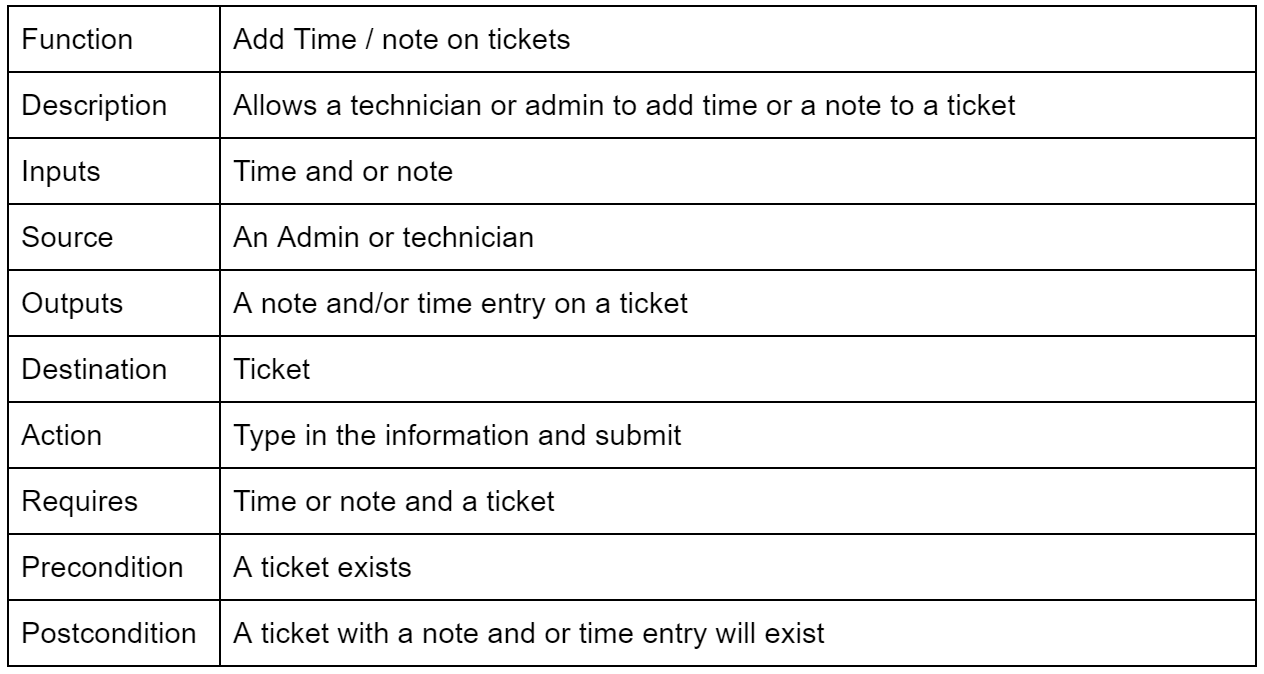 Function Add Time / note on tickets
Description Allows a technician or admin to add time or a note to a ticket
Inputs Time and or note
Source An Admin or technician
Outputs A note and/or time entry on a ticket
Destination Ticket
Action Type in the information and submit
Requires Time or note and a ticket
Precondition A ticket exists
Postcondition A ticket with a note and or time entry will exist